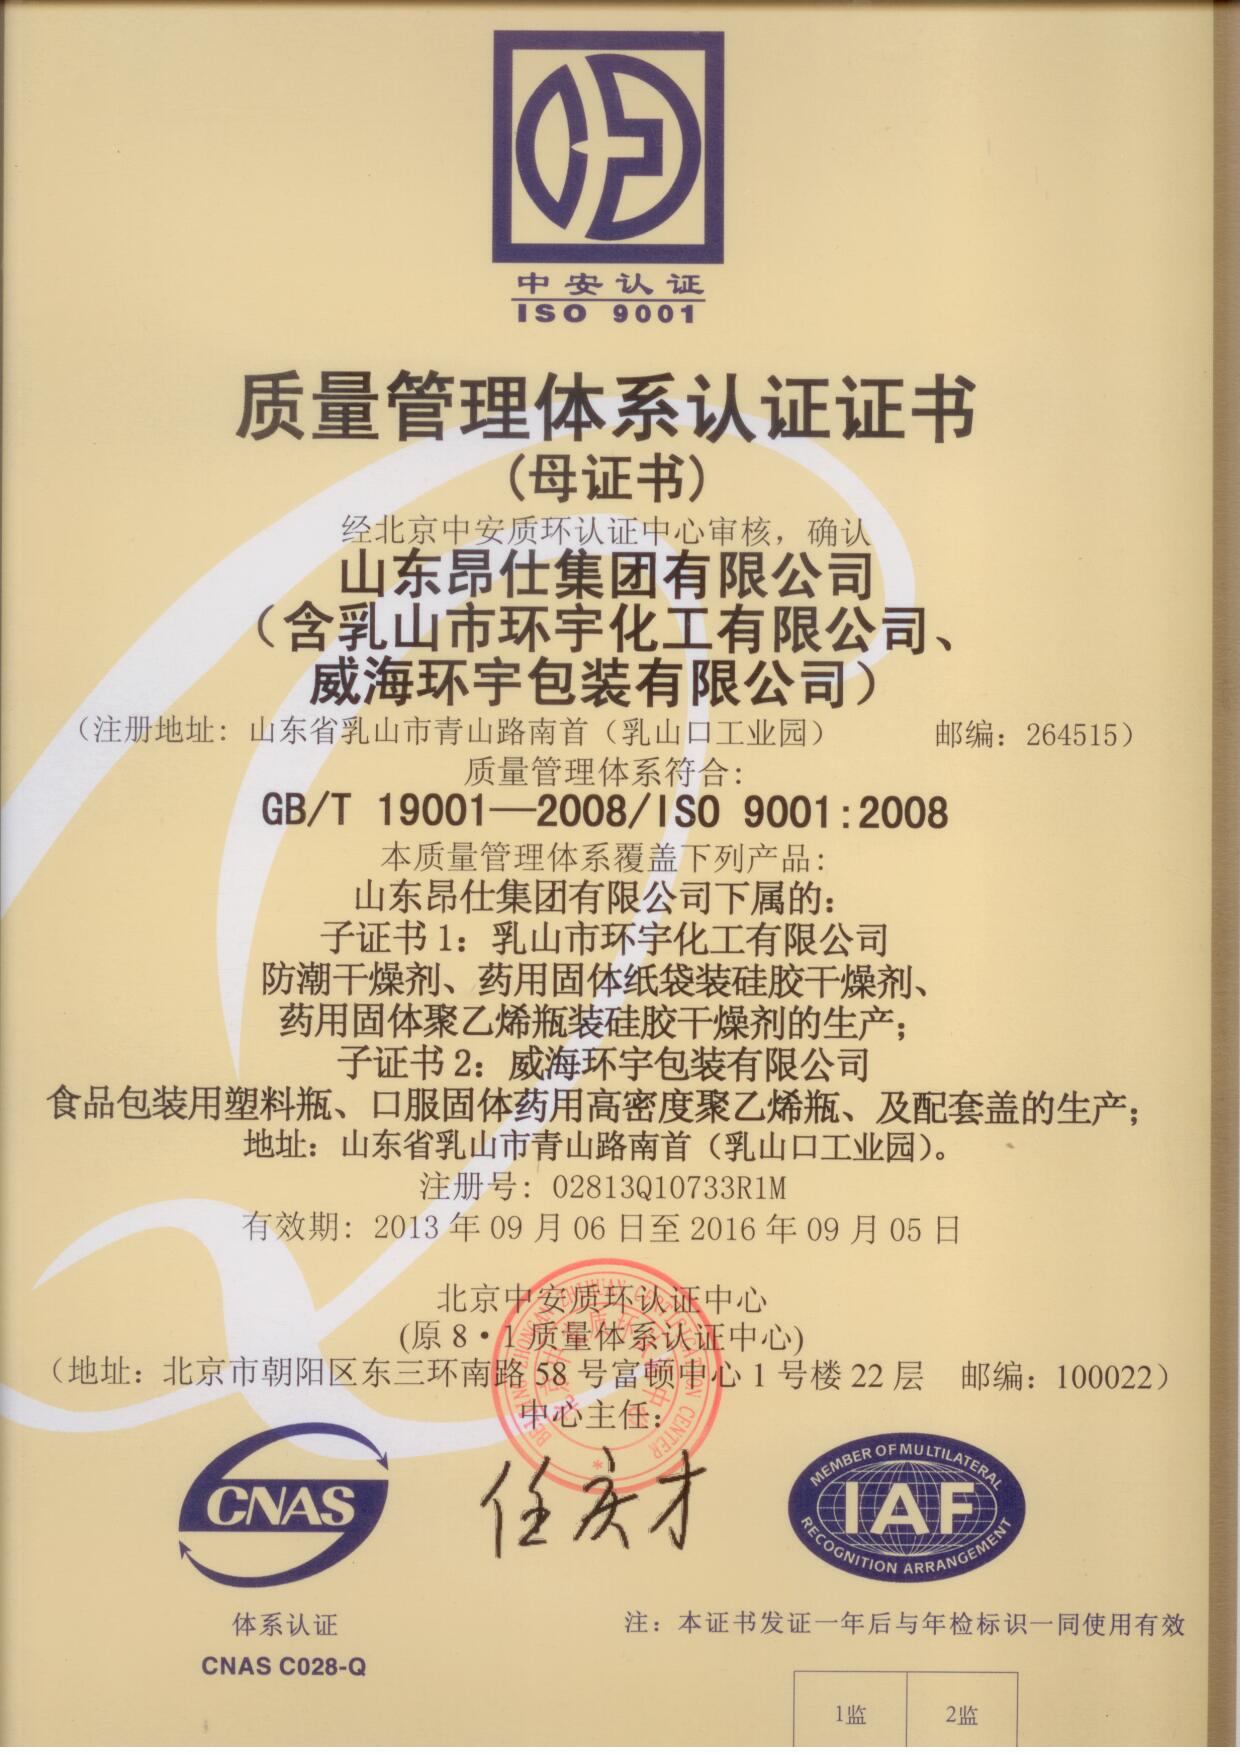 中安认证
ISO 9001
质量管理体系认证证书
(母证书)
经北京中安质环认证中心审核，确认
山东昂仕集团有限公司
（含乳山市环宇化工有限公司、
威海环宇包装有限公司）
（注册地址：山东省乳山市青山路南首（乳山口工业园） 邮编：264515）
质量管理体系符合：
GB/T 19001—2008/ISO 9001:2008
本质量管理体系覆盖下列产品：
山东昂仕集团有限公司下属的：
子证书1：乳山市环宇化工有限公司
防潮干燥剂、药用固体纸袋装硅胶干燥剂、
药用固体聚乙烯瓶装硅胶干燥剂的生产；
子证书2：威海环宇包装有限公司
食品包装用塑料瓶、口服固体药用高密度聚乙烯瓶、及配套盖的生产；
地址：山东省乳山市青山路南首（乳山口工业园）。
注册号：02813Q10733R1M
有效期：2013年09月06日至2016年09月05日
北京中安质环认证中心
(原8·1质量体系认证中心)
（地址：北京市朝阳区东三环南路58号富顿中心1号楼22层 邮编：100022）
中心主任：
BEIJING ZHONGAN ZHIHUAN CERTIFICATION CENTER
北京中安质环认证中心
任庆才
CNAS
MEMBER OF MULTILATERAL
IAF
RECOGNITION ARRANGEMENT
体系认证
CNAS C028-Q
注：本证书发证一年后与年检标识一同使用有效
1监 2监